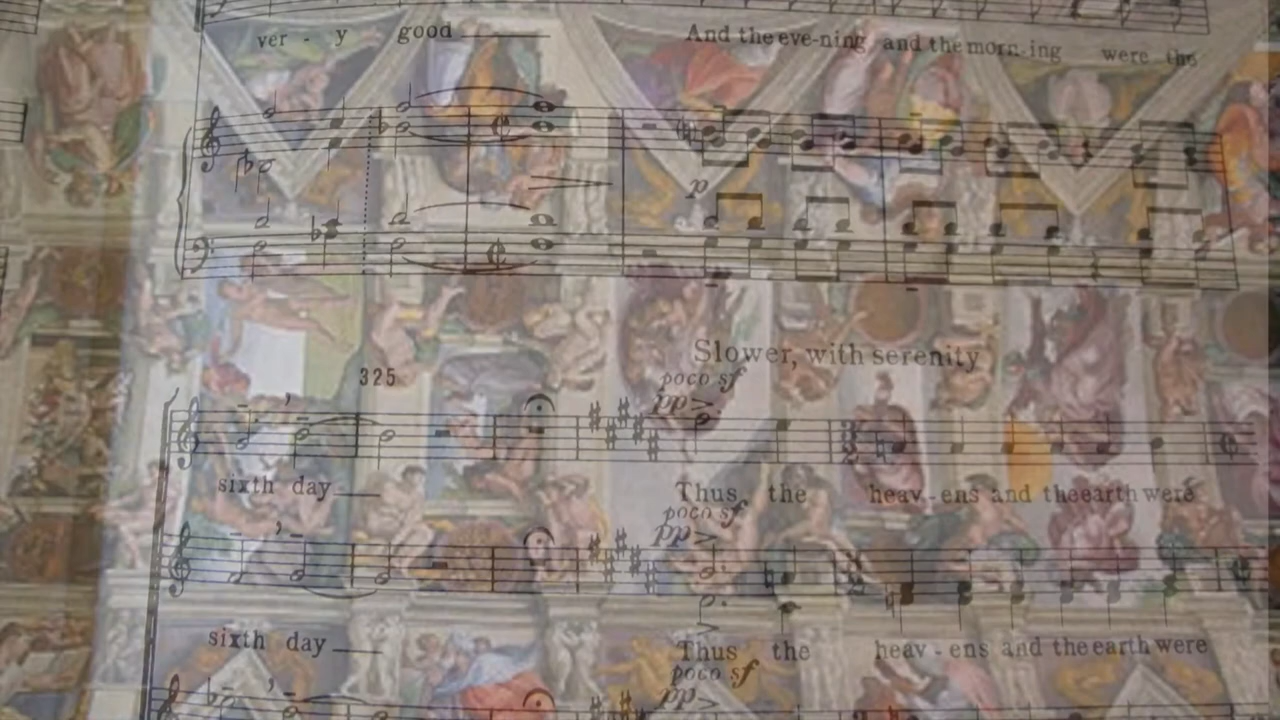 ver - y good
And the eve-ning and the morn-ing were the
p
Slower, with serenity
325
poco sf
pp>
sixth day
Thus the heav-ens and the earth were
poco sf
pp>
sixth day
Thus the heav-ens and the earth were
poco sf
pp>